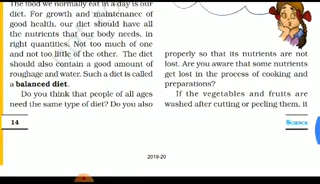 The food we normally eat in a day is our
diet. For growth and maintenance of
good health, our diet should have all
the nutrients that our body needs, in
right quantities. Not too much of one
and not too little of the other. The diet
should also contain a good amount of
roughage and water. Such a diet is called
a balanced diet.
Do you think that people of all ages
need the same type of diet? Do you also
properly so that its nutrients are not
lost. Are you aware that some nutrients
get lost in the process of cooking and
preparations?
If the vegetables and fruits are
washed after cutting or peeling them, it
14
SCIENCE
2019-20